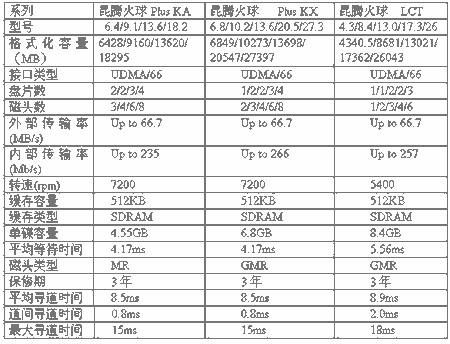 系列 昆腾火球 Plus KA 昆腾火球 Plus KX 昆腾火球 LCT
型号 6.4/9.1/13.6/18.2 6.8/10.2/13.6/20.5/27.3 4.3/8.4/13.0/17.3/26
格式化容量 6428/9160/13620/ 6849/10273/13698/ 4340.5/8681/13021/
（MB） 18295 20547/27397 17362/26043
接口类型 UDMA/66 UDMA/66 UDMA/66
盘片数 2/2/3/4 1/2/2/3/4 1/1/2/2/3
磁头数 3/4/6/8 2/3/4/6/8 1/2/3/4/6
外部传输率 Up to 66.7 Up to 66.7 Up to 66.7
(MB/s)
内部传输率 Up to 235 Up to 266 Up to 257
(Mb/s)
转速(rpm) 7200 7200 5400
缓存容量 512KB 512KB 512KB
缓存类型 SDRAM SDRAM SDRAM
单碟容量 4.55GB 6.8GB 8.4GB
平均等待时间 4.17ms 4.17ms 5.56ms
磁头类型 MR GMR GMR
保修期 3年 3年 3年
平均寻道时间 8.5ms 8.5ms 8.9ms
道间寻道时间 0.8ms 0.8ms 2.0ms
最大寻道时间 15ms 15ms 18ms